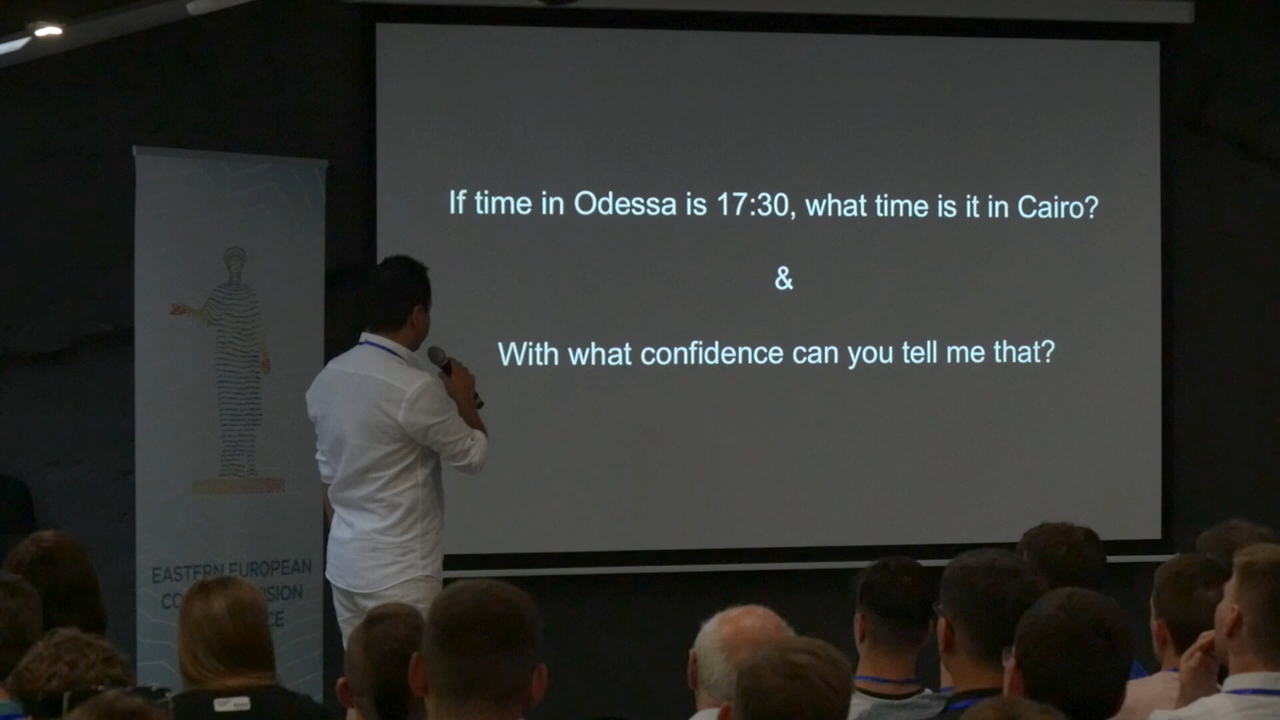 If time in Odessa is 17:30, what time is it in Cairo?
&
With what confidence can you tell me that?
EASTERN EUROPEAN